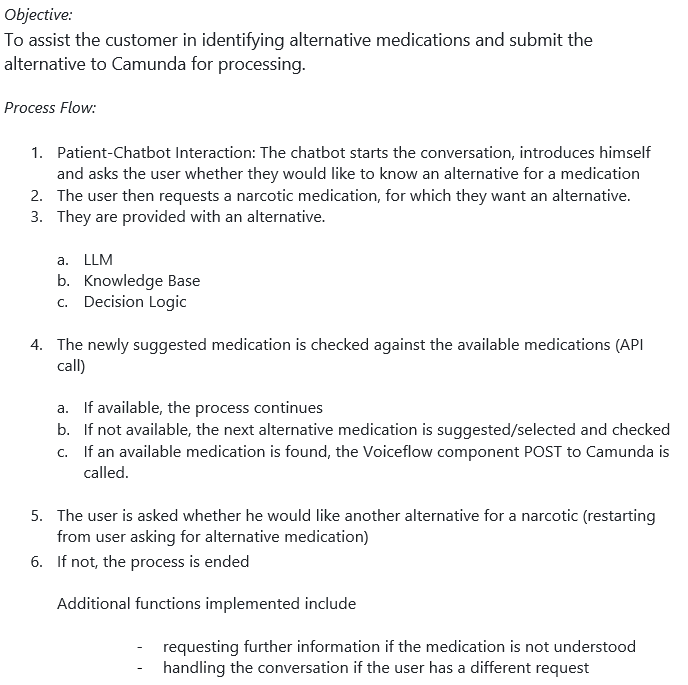 Objective:
To assist the customer in identifying alternative medications and submit the
alternative to Camunda for processing.
Process Flow:
1. Patient-Chatbot Interaction: The chatbot starts the conversation, introduces himself
and asks the user whether they would like to know an alternative for a medication
2. The user then requests a narcotic medication, for which they want an alternative.
3. They are provided with an alternative.
a. LLM
b. Knowledge Base
c. Decision Logic
4. The newly suggested medication is checked against the available medications (API
call)
a. If available, the process continues
b. If not available, the next alternative medication is suggested/selected and checked
c. If an available medication is found, the Voiceflow component POST to Camunda is
called.
5. The user is asked whether he would like another alternative for a narcotic (restarting
from user asking for alternative medication)
6. If not, the process is ended
Additional functions implemented include
- requesting further information if the medication is not understood
- handling the conversation if the user has a different request